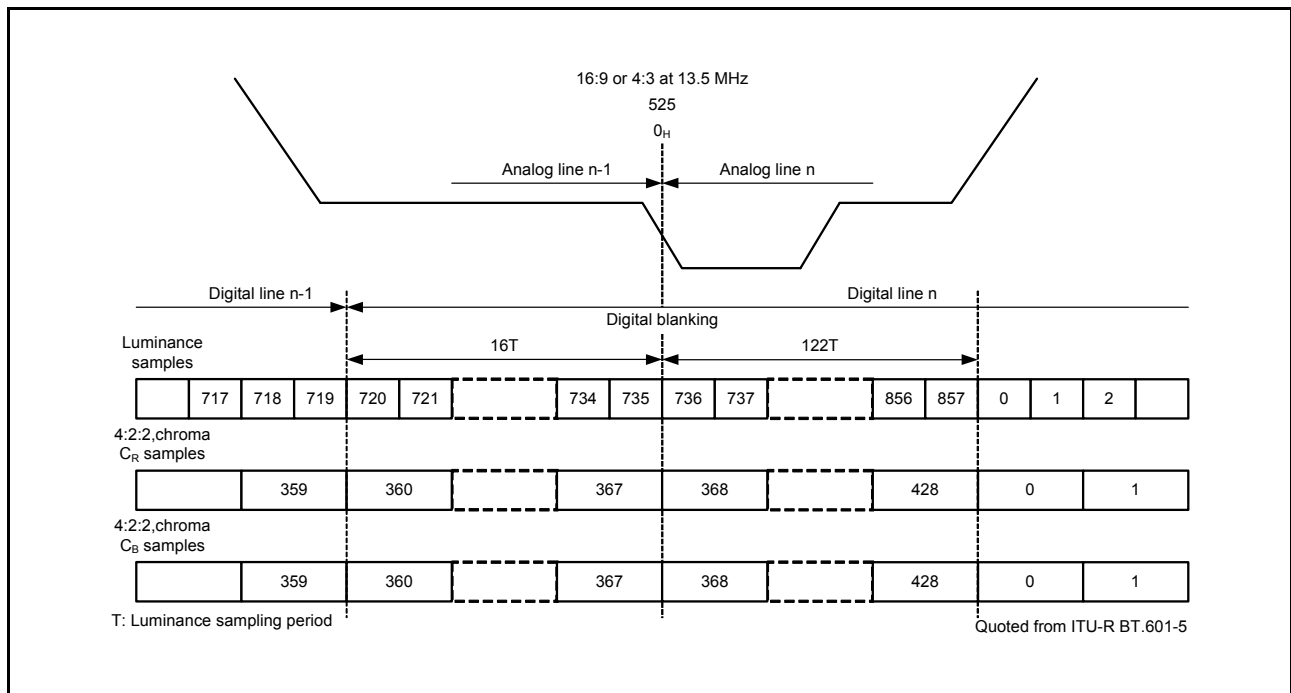 16:9 or 4:3 at 13.5 MHz
525
0H
Analog line n-1
Analog line n
Digital line n-1
Digital line n
Digital blanking
16T
122T
Luminance
samples
717 718 719 720 721 734 735 736 737 856 857 0 1 2
4:2:2,chroma
CR samples
359 360 367 368 428 0 1
4:2:2,chroma
CB samples
359 360 367 368 428 0 1
T: Luminance sampling period
Quoted from ITU-R BT.601-5